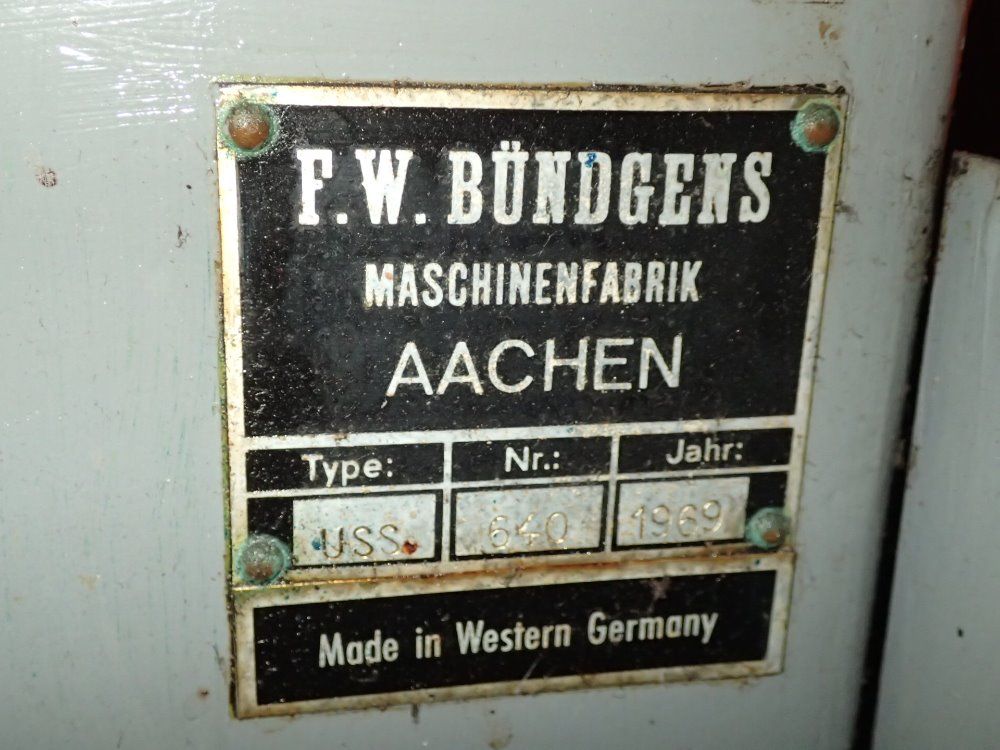 F.W. BÜNDGENS
MASCHINENFABRIK
AACHEN
Type: Nr.: Jahr:
USS. 640 1969
Made in Western Germany